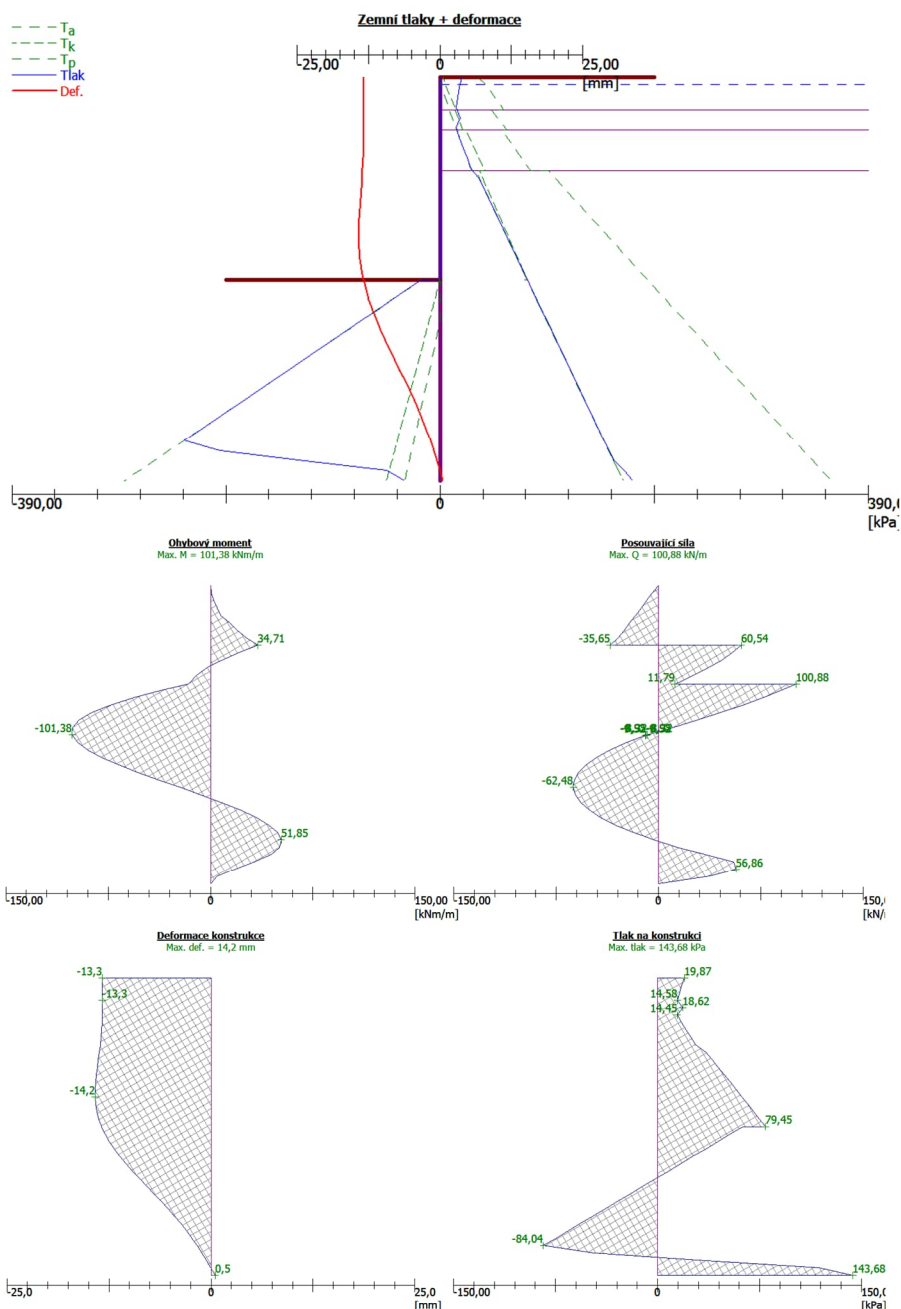 Zemní tlaky + deformace
Ta
Tk
Tp
Tlak
Def.
-25,00 0 25,00
[mm]
-390,00 0 390,0
[kPa]
Ohybový moment
Max. M = 101,38 kNm/m
34,71
-101,38
51,85
-150,00 0 150,00
[kNm/m]
Posouvající síla
Max. Q = 100,88 kN/m
-35,65 60,54
11,79 100,88
-62,48
56,86
-150,00 0 150,0
[kN/m
Deformace konstrukce
Max. def. = 14,2 mm
-13,3
-13,3
-14,2
0,5
-25,0 0 25,0
[mm]
Tlak na konstrukci
Max. tlak = 143,68 kPa
19,87
14,58 18,62
14,45
79,45
-84,04
143,68
-150,00 0 150,0
[kPa]